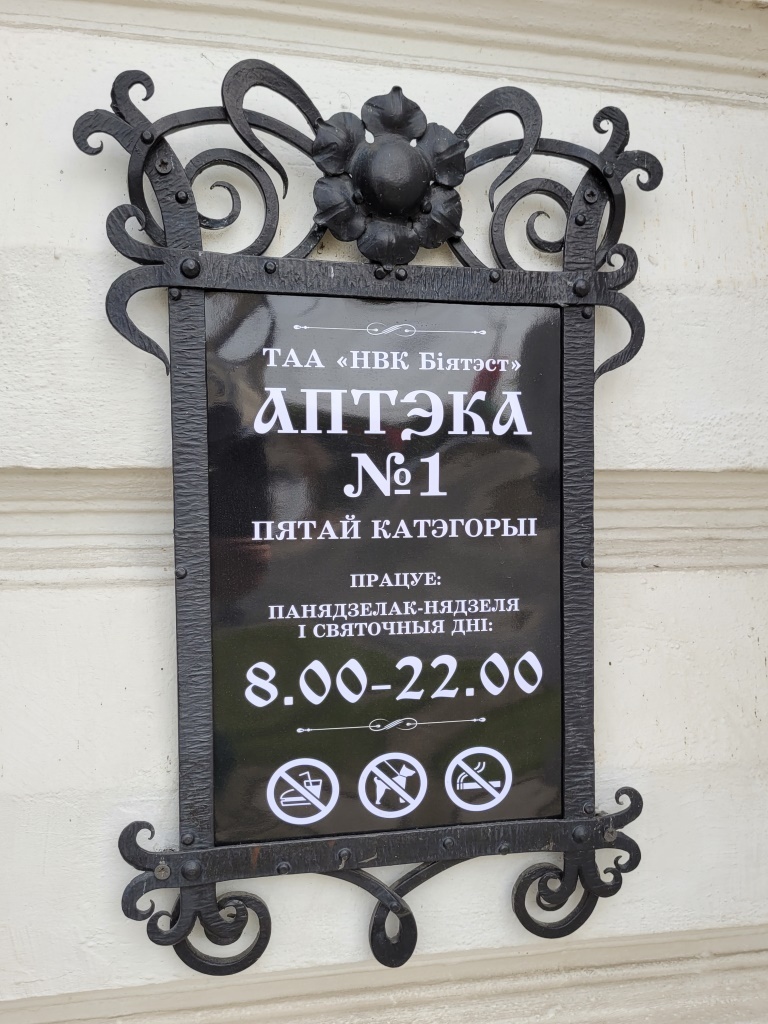 ТАА «НВК Біятэст»
АПТЭКА
№1
ПЯТАЙ КАТЭГОРЫІ
ПРАЦУЕ:
ПАНЯДЗЕЛАК-НЯДЗЕЛЯ
І СВЯТОЧНЫЯ ДНІ:
8.00-22.00